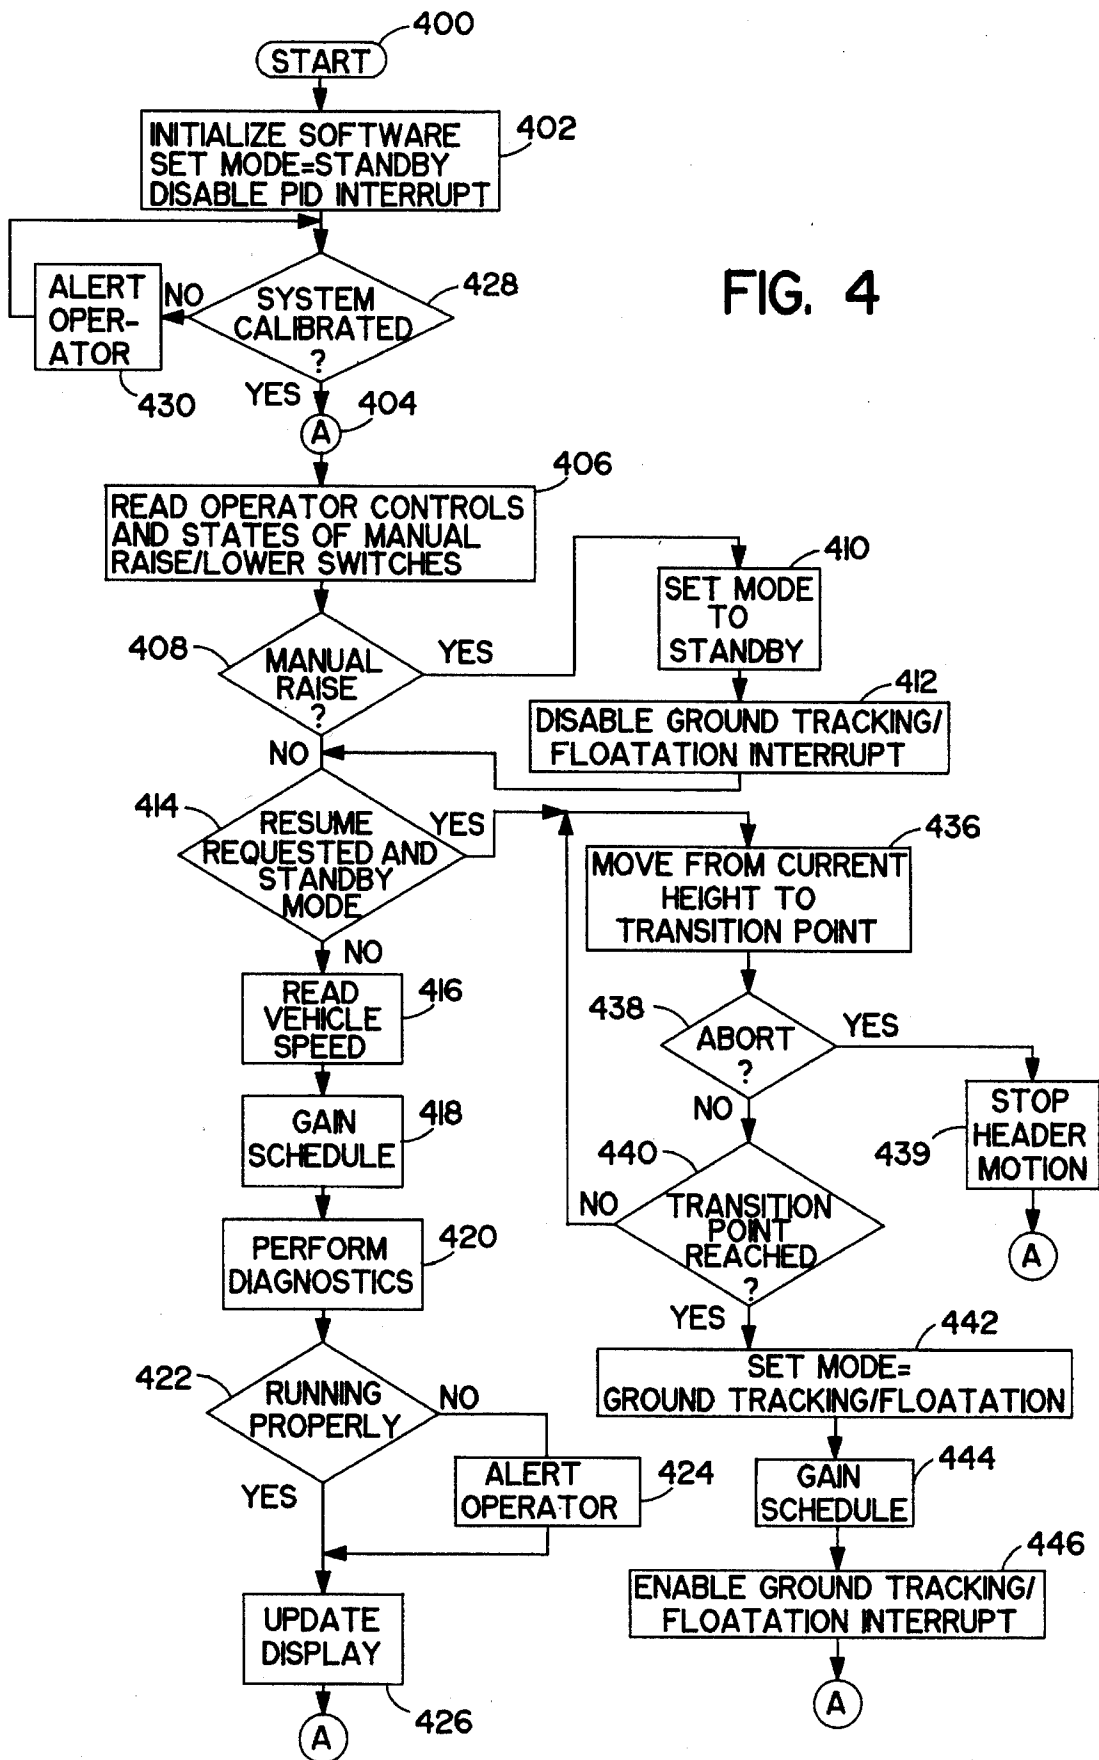 400
START
INITIALIZE SOFTWARE
SET MODE=STANDBY
DISABLE PID INTERRUPT
402
FIG. 4
SYSTEM
CALIBRATED
?
428
NO
ALERT
OPER-
ATOR
430
YES
A
404
READ OPERATOR CONTROLS
AND STATES OF MANUAL
RAISE/LOWER SWITCHES
406
MANUAL
RAISE
?
408
YES
SET MODE
TO
STANDBY
410
DISABLE GROUND TRACKING/
FLOATATION INTERRUPT
412
NO
RESUME
REQUESTED AND
STANDBY
MODE
414
YES
MOVE FROM CURRENT
HEIGHT TO
TRANSITION POINT
436
NO
READ
VEHICLE
SPEED
416
ABORT
?
438
YES
STOP
HEADER
MOTION
439
A
NO
GAIN
SCHEDULE
418
TRANSITION
POINT
REACHED
?
440
NO
YES
PERFORM
DIAGNOSTICS
420
SET MODE=
GROUND TRACKING/FLOATATION
442
RUNNING
PROPERLY
422
NO
ALERT
OPERATOR
424
YES
GAIN
SCHEDULE
444
ENABLE GROUND TRACKING/
FLOATATION INTERRUPT
446
A
UPDATE
DISPLAY
426
A